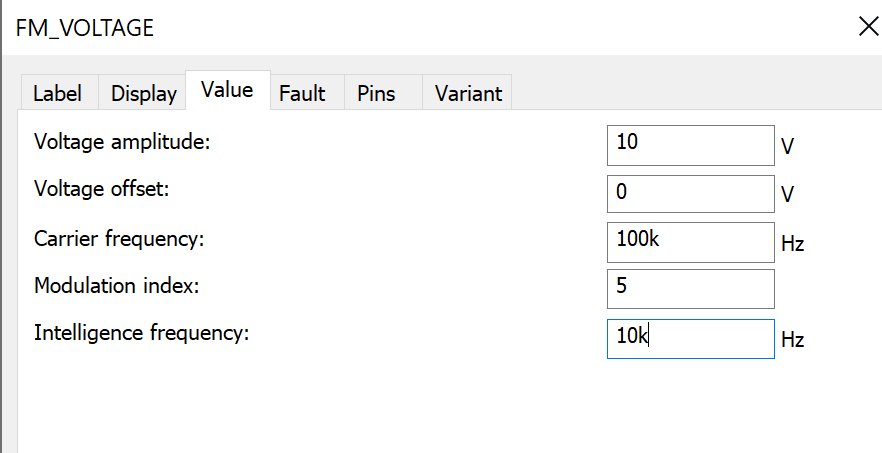 FM_VOLTAGE
Label Display Value Fault Pins Variant
Voltage amplitude: 10 V
Voltage offset: 0 V
Carrier frequency: 100k Hz
Modulation index: 5
Intelligence frequency: 10k Hz